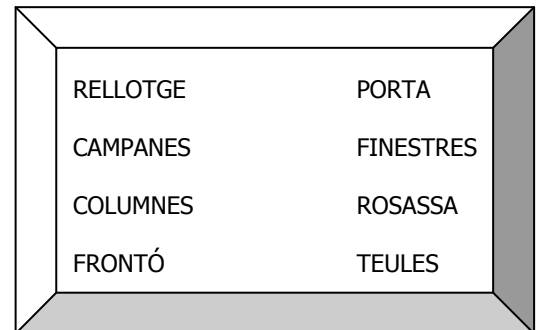 RELLOTGE PORTA
CAMPANES FINESTRES
COLUMNES ROSASSA
FRONTÓ TEULES